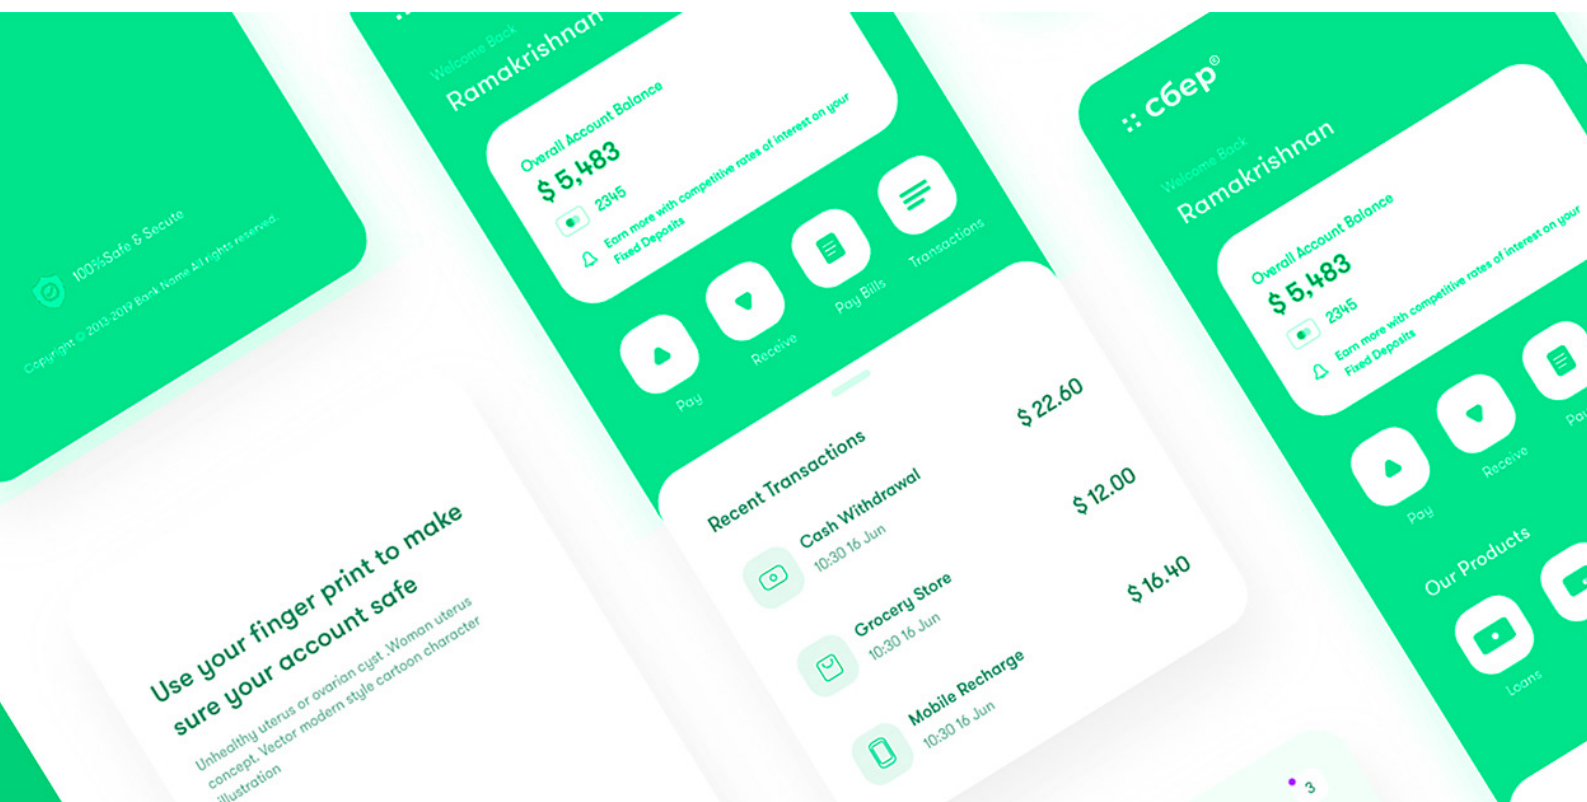 100%Safe & Secute
Copyright © 2013-2019 Bank Name All rights reserved.
Use your finger print to make
sure your account safe
Unhealthy uterus or ovarian cyst .Woman uterus
concept. Vector modern style cartoon character
illustration
Welcome Back
Ramakrishnan
Overall Account Balance
$ 5,483
2345
Earn more with competitive rates of interest on your
Fixed Deposits
Pay
Receive
Pay Bills
Transactions
Recent Transactions
Cash Withdrawal
10:30 16 Jun
$ 22.60
Grocery Store
10:30 16 Jun
$ 12.00
Mobile Recharge
10:30 16 Jun
$ 16.40
сбер®
Welcome Back
Ramakrishnan
Overall Account Balance
$ 5,483
2345
Earn more with competitive rates of interest on your
Fixed Deposits
Pay
Receive
Pay
Our Products
Loans
3